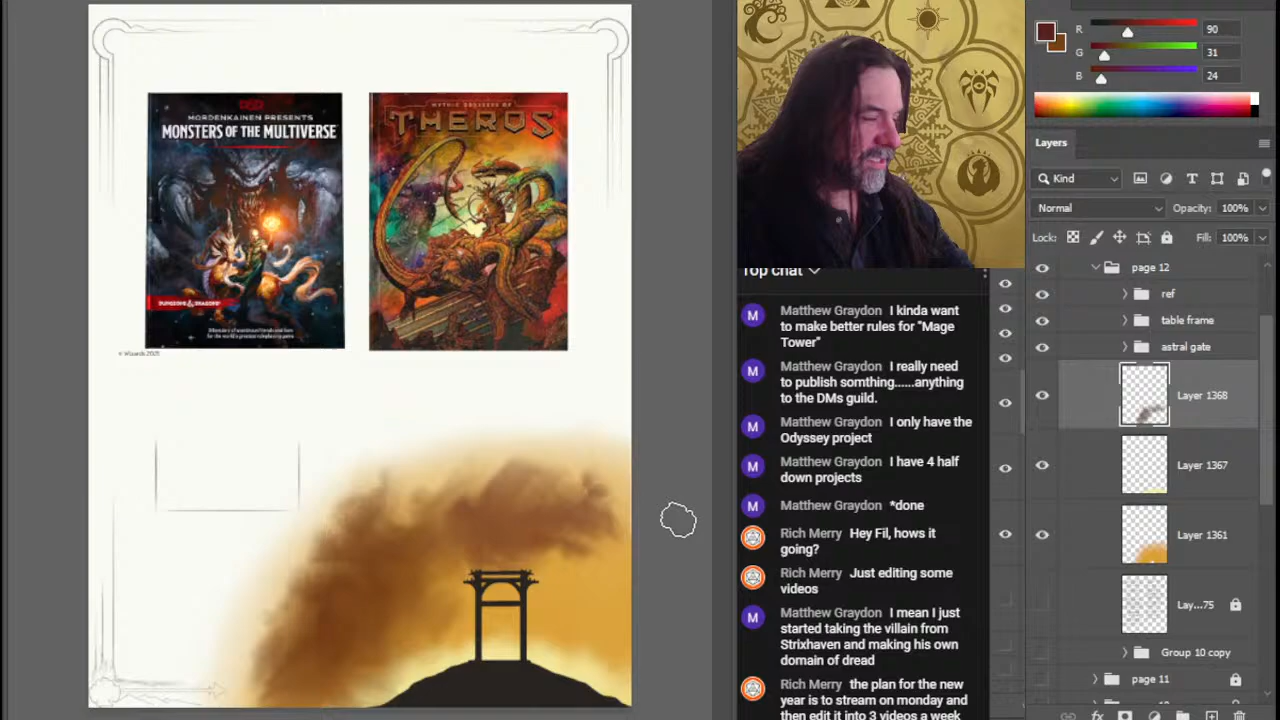 MORDENKAINEN PRESENTS
MONSTERS OF THE MULTIVERSE
DUNGEONS & DRAGONS
MYTHIC ODYSSEYS OF
THEROS
Top chat
Matthew Graydon I kinda want
to make better rules for "Mage
Tower"
Matthew Graydon I really need
to publish somthing......anything
to the DMs guild.
Matthew Graydon I only have the
Odyssey project
Matthew Graydon I have 4 half
down projects
Matthew Graydon *done
Rich Merry Hey Fil, hows it
going?
Rich Merry Just editing some
videos
Matthew Graydon I mean I just
started taking the villain from
Strixhaven and making his own
domain of dread
Rich Merry the plan for the new
year is to stream on monday and
then edit it into 3 videos a week
R 90
G 31
B 24
Layers
Kind
Normal Opacity: 100%
Lock: Fill: 100%
page 12
ref
table frame
astral gate
Layer 1368
Layer 1367
Layer 1361
Lay...75
Group 10 copy
page 11